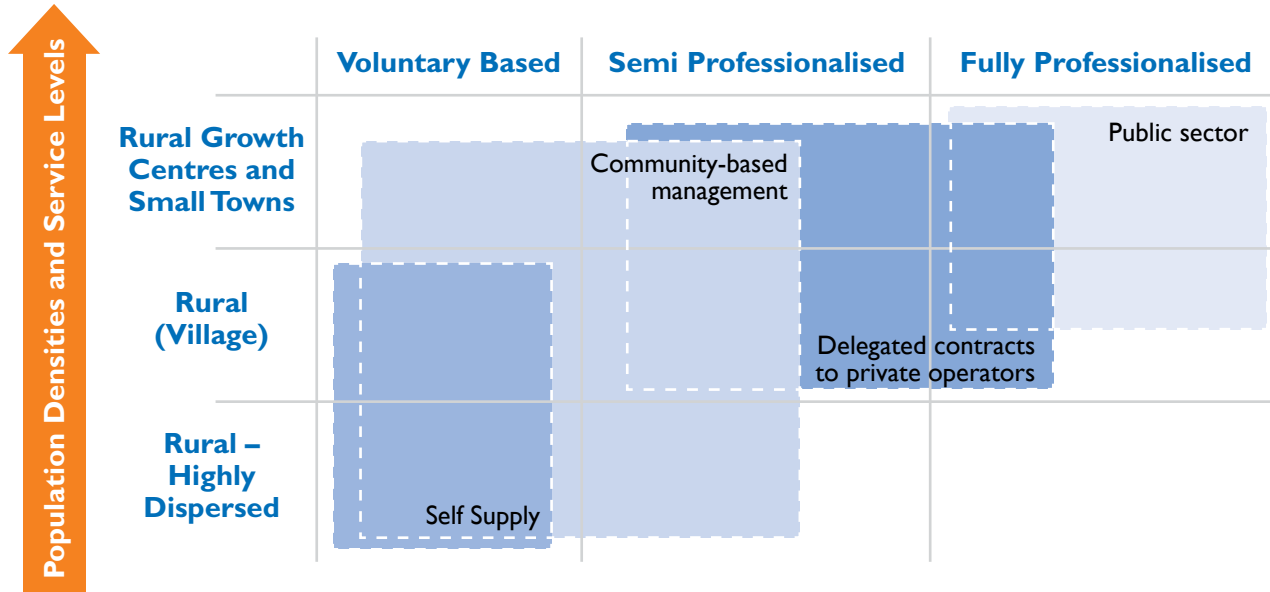 Population Densities and Service Levels
Voluntary Based
Semi Professionalised
Fully Professionalised
Rural Growth
Centres and
Small Towns
Community-based
management
Public sector
Rural
(Village)
Delegated contracts
to private operators
Rural –
Highly
Dispersed
Self Supply